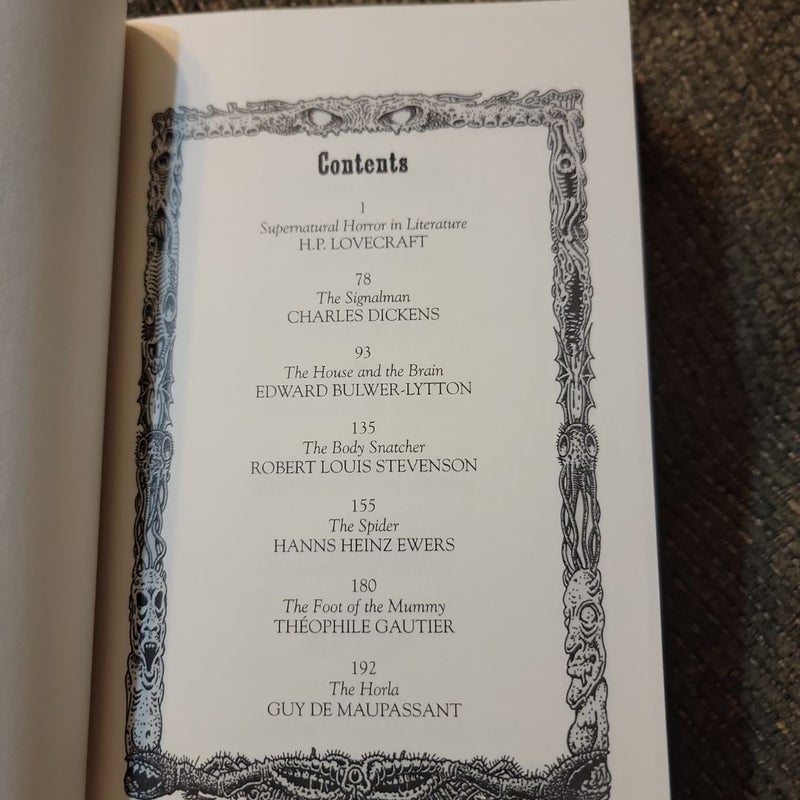 Contents
1
Supernatural Horror in Literature
H.P. LOVECRAFT
78
The Signalman
CHARLES DICKENS
93
The House and the Brain
EDWARD BULWER-LYTTON
135
The Body Snatcher
ROBERT LOUIS STEVENSON
155
The Spider
HANNS HEINZ EWERS
180
The Foot of the Mummy
THÉOPHILE GAUTIER
192
The Horla
GUY DE MAUPASSANT